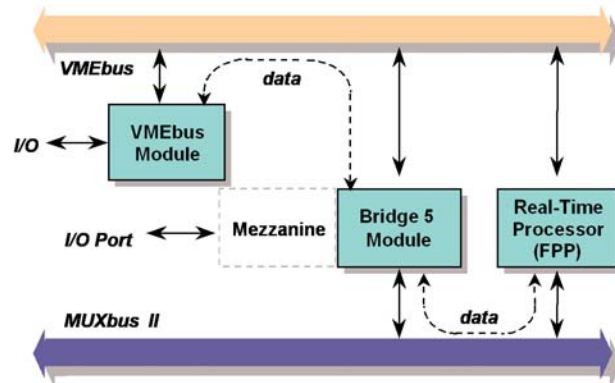 VMEbus
data
I/O
VMEbus
Module
I/O Port
Mezzanine
Bridge 5
Module
Real-Time
Processor
(FPP)
MUXbus II
data